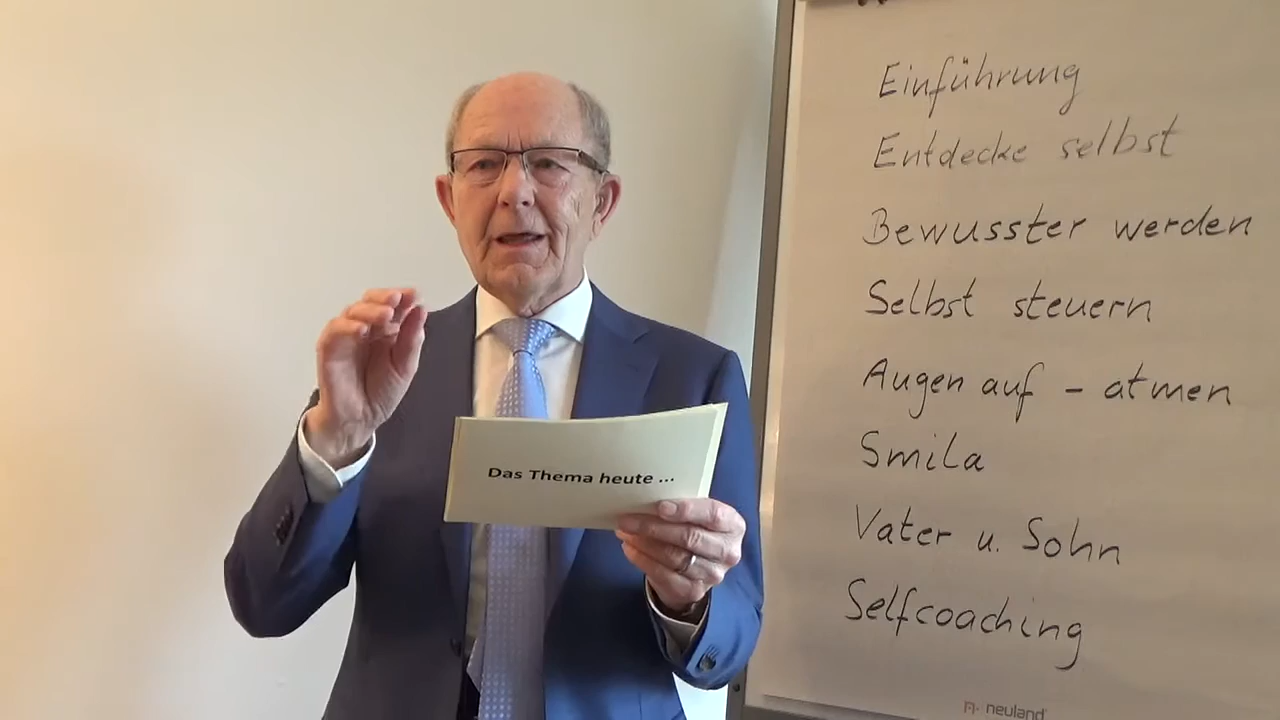 Einführung
Entdecke selbst
Bewusster werden
Selbst steuern
Augen auf - atmen
Smila
Vater u. Sohn
Selfcoaching
Das Thema heute ...
neuland